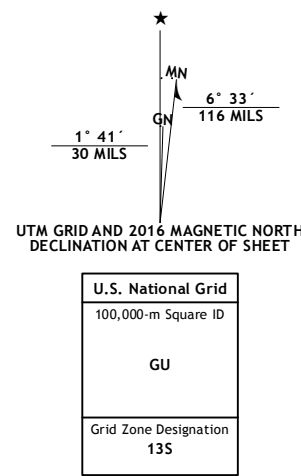 ★
MN
GN
6° 33´
116 MILS
1° 41´
30 MILS
UTM GRID AND 2016 MAGNETIC NORTH
DECLINATION AT CENTER OF SHEET
U.S. National Grid
100,000-m Square ID
GU
Grid Zone Designation
13S